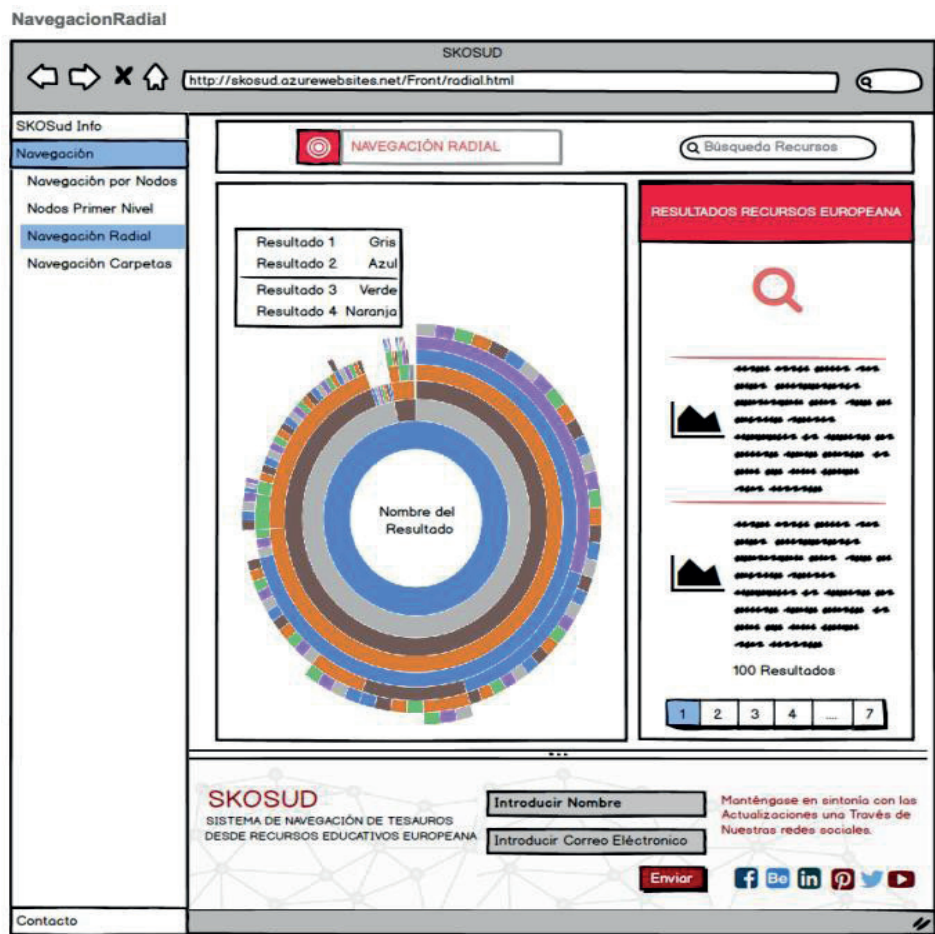 NavegacionRadial
SKOSUD
http://skosud.azurewebsites.net/Front/radial.html
SKOSud Info
Navegación
Navegación por Nodos
Nodos Primer Nivel
Navegación Radial
Navegación Carpetas
NAVEGACIÓN RADIAL
Búsqueda Recursos
Resultado 1 Gris
Resultado 2 Azul
Resultado 3 Verde
Resultado 4 Naranja
Nombre del
Resultado
RESULTADOS RECURSOS EUROPEANA
100 Resultados
1 2 3 4 .... 7
SKOSUD
SISTEMA DE NAVEGACIÓN DE TESAUROS
DESDE RECURSOS EDUCATIVOS EUROPEANA
Introducir Nombre
Introducir Correo Eléctronico
Enviar
Manténgase en sintonía con las
Actualizaciones una Través de
Nuestras redes sociales.
f Be in
Contacto